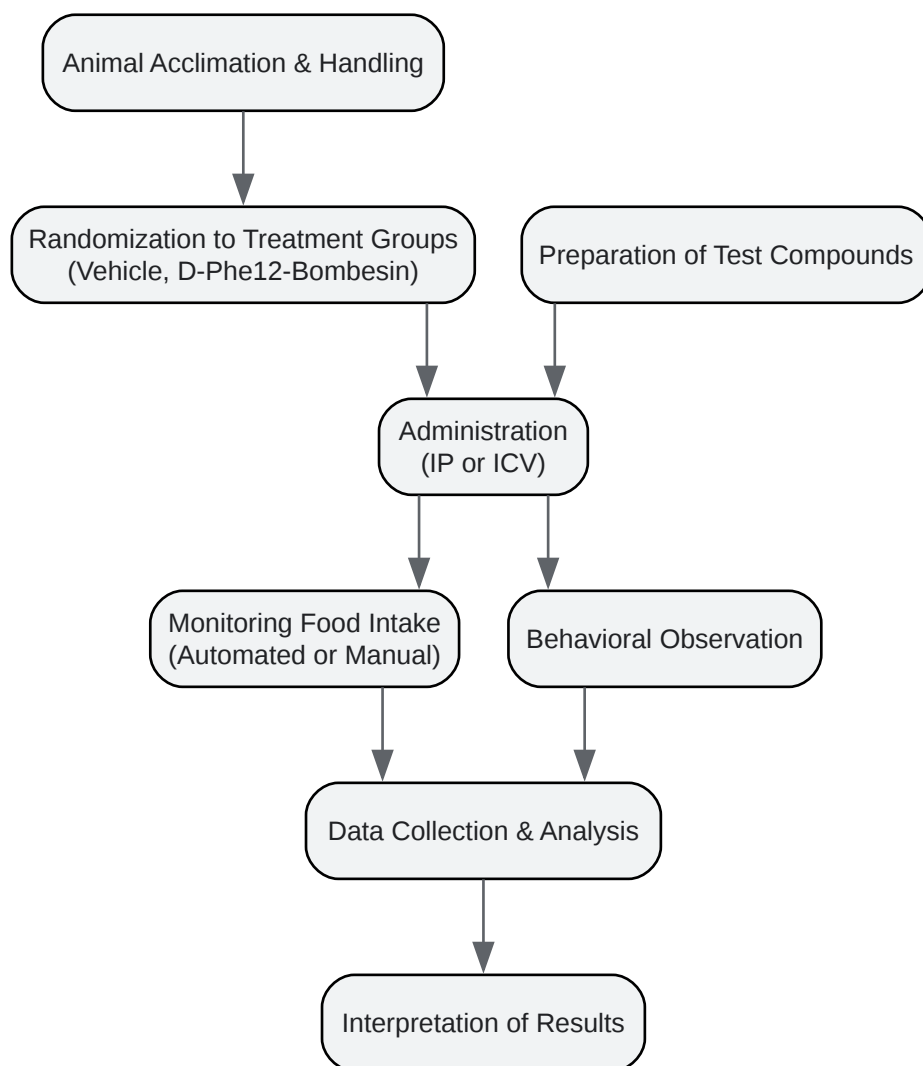 Animal Acclimation & Handling
Randomization to Treatment Groups
(Vehicle, D-Phe12-Bombesin)
Preparation of Test Compounds
Administration
(IP or ICV)
Monitoring Food Intake
(Automated or Manual)
Behavioral Observation
Data Collection & Analysis
Interpretation of Results